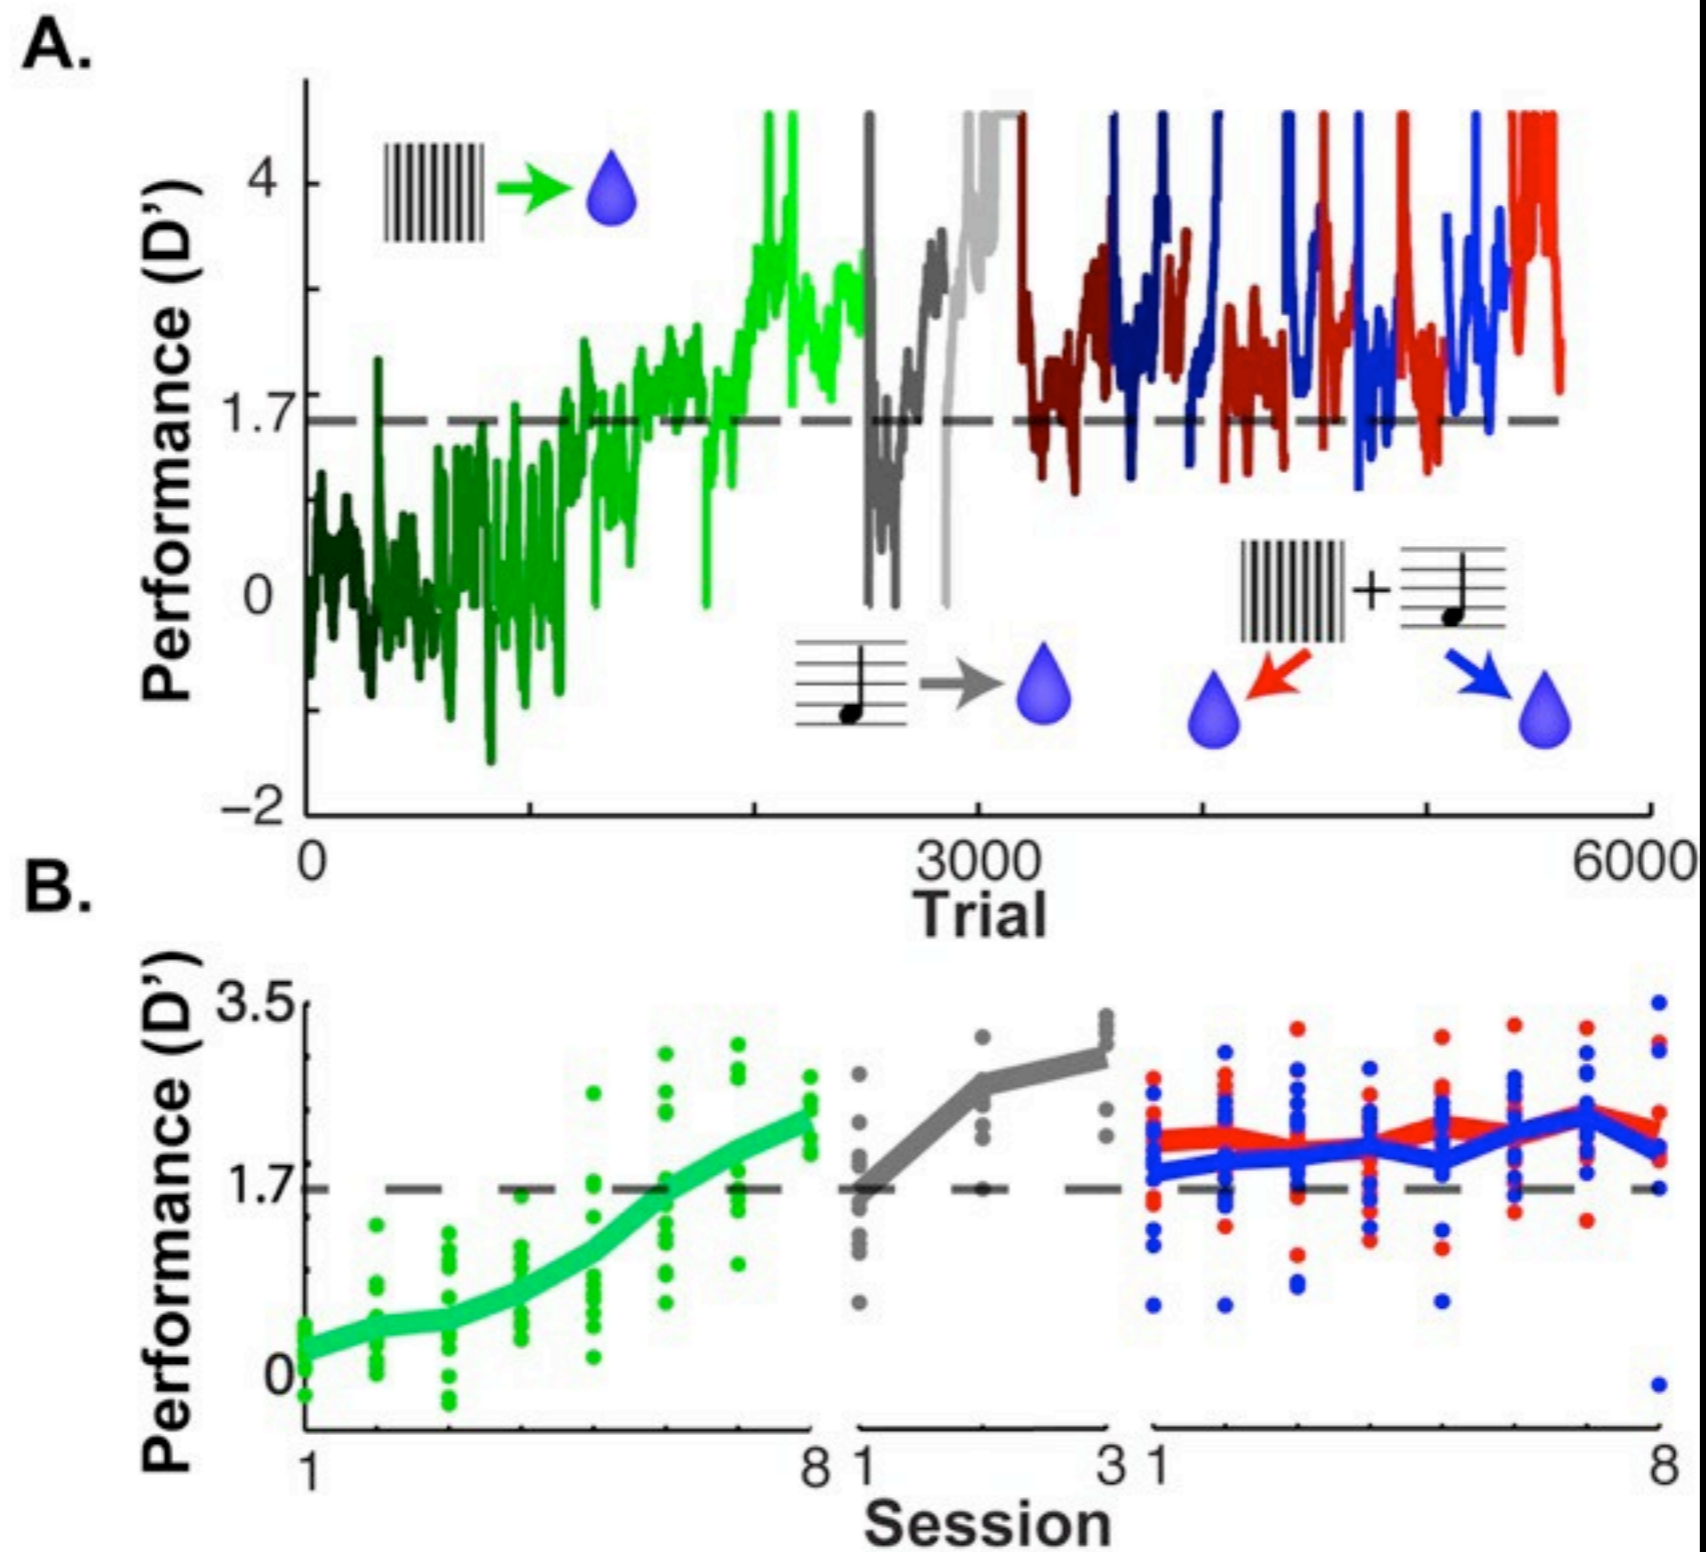 A.
Performance (D’)
4
1.7
0
−2
+
0 3000 6000
Trial
B.
Performance (D’)
3.5
1.7
0
1 8 1 3 1 8
Session